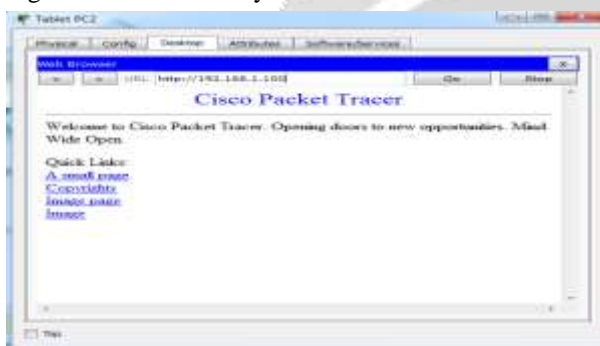 Tablet PC2
Physical Config Desktop Attributes Software/Services
Web Browser
< > URL http://192.168.1.100 Go Stop
Cisco Packet Tracer
Welcome to Cisco Packet Tracer. Opening doors to new opportunities. Mind
Wide Open.
Quick Links:
A small page
Copyrights
Image page
Image
Top